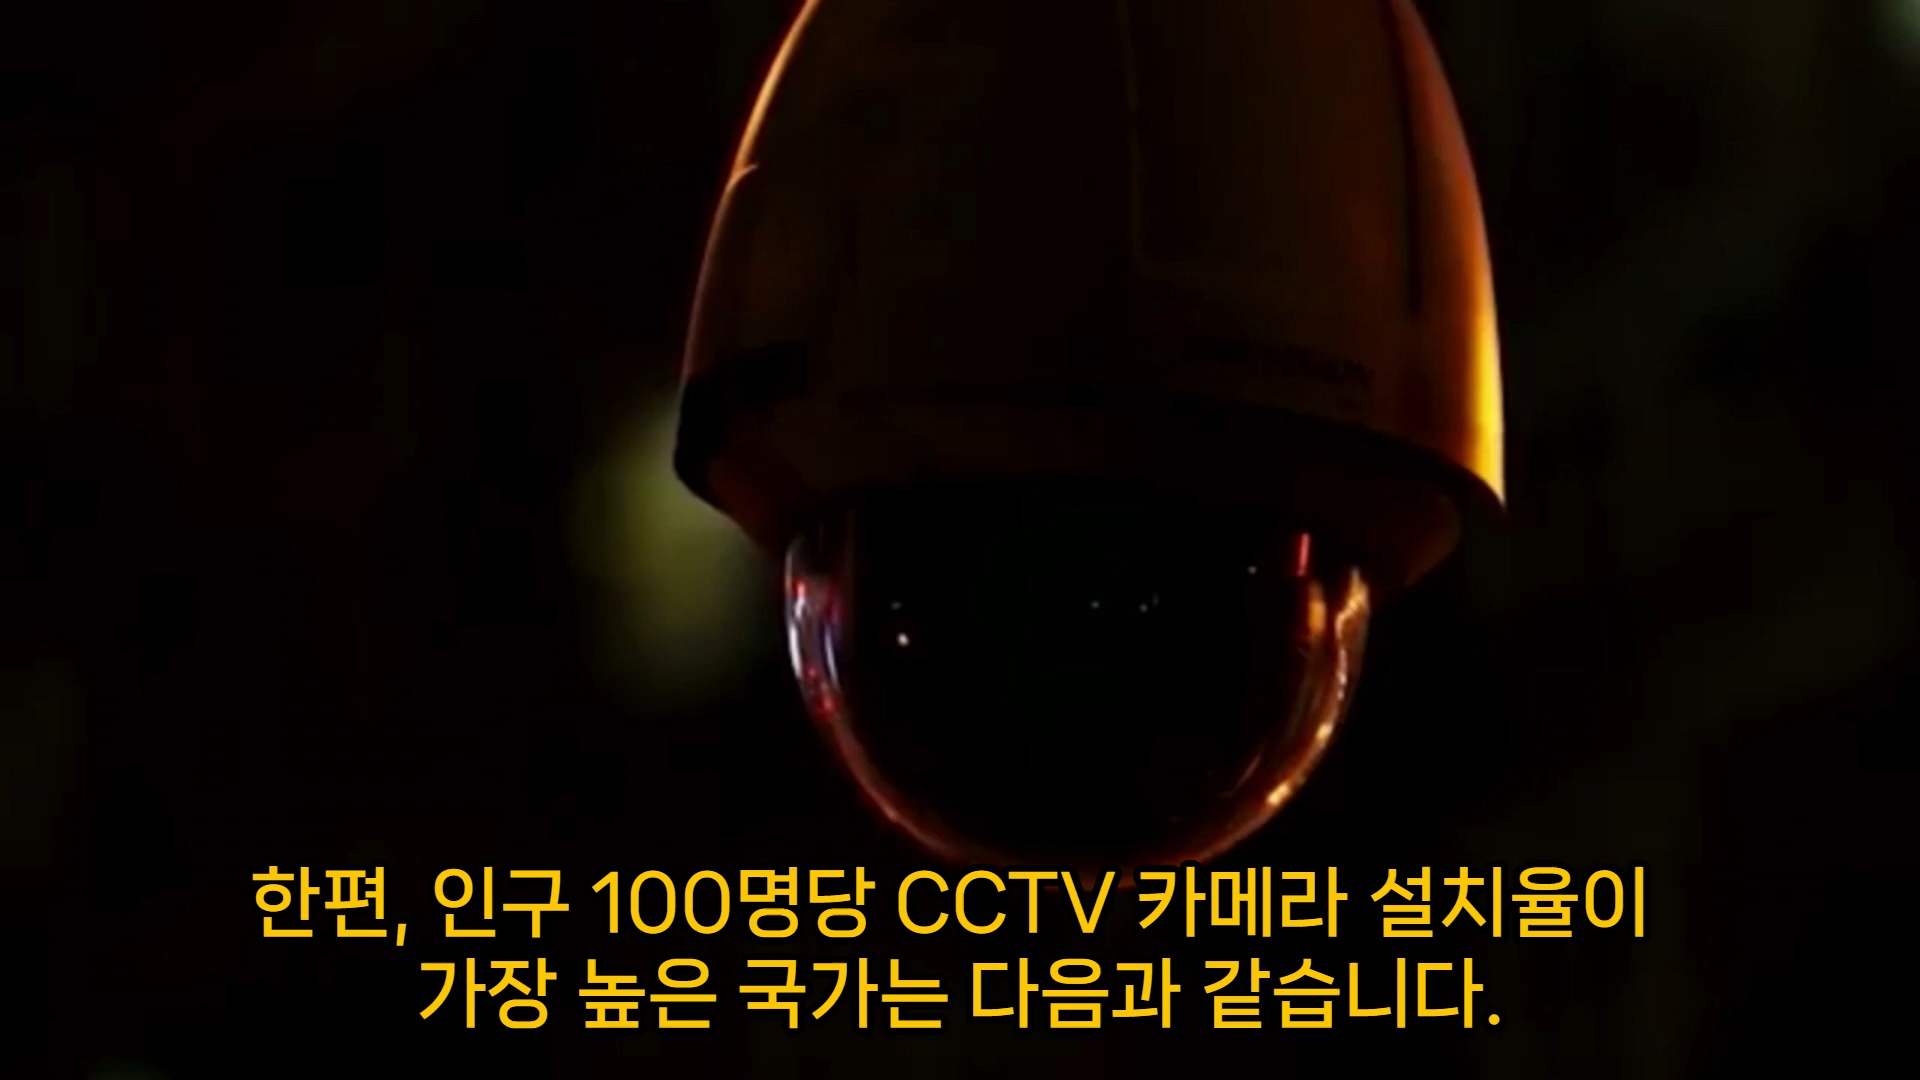 한편, 인구 100명당 CCTV 카메라 설치율이
가장 높은 국가는 다음과 같습니다.